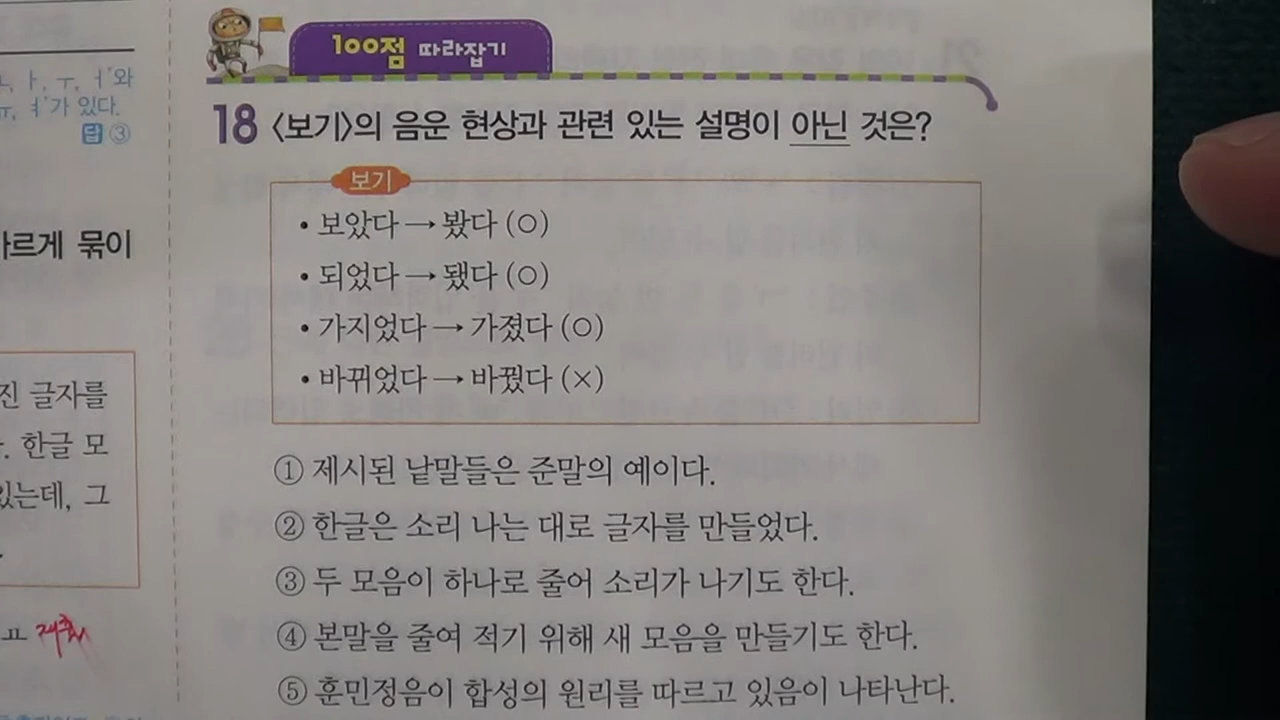 ㅗ, ㅏ, ㅜ, ㅓ'와
ㅠ, ㅕ'가 있다.
답 ③
바르게 묶이
진 글자를
한글 모
있는데, 그
ㅛ
100점 따라잡기
18 <보기>의 음운 현상과 관련 있는 설명이 아닌 것은?
보기
• 보았다 → 봤다 (○)
• 되었다 → 됐다 (○)
• 가지었다 → 가졌다 (○)
• 바뀌었다 → 바꿨다 (×)
① 제시된 낱말들은 준말의 예이다.
② 한글은 소리 나는 대로 글자를 만들었다.
③ 두 모음이 하나로 줄어 소리가 나기도 한다.
④ 본말을 줄여 적기 위해 새 모음을 만들기도 한다.
⑤ 훈민정음이 합성의 원리를 따르고 있음이 나타난다.